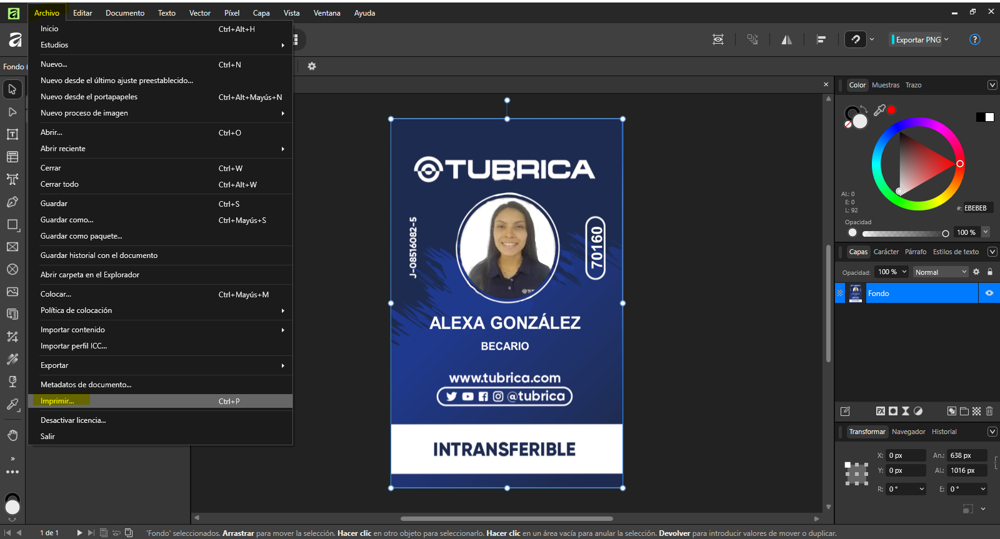 Archivo Editar Documento Texto Vector Píxel Capa Vista Ventana Ayuda
Inicio Ctrl+Alt+H
Estudios
Nuevo... Ctrl+N
Nuevo desde el último ajuste preestablecido...
Nuevo desde el portapapeles Ctrl+Alt+Mayús+N
Nuevo proceso de imagen
Abrir... Ctrl+O
Abrir reciente
Cerrar Ctrl+W
Cerrar todo Ctrl+Alt+W
Guardar Ctrl+S
Guardar como... Ctrl+Mayús+S
Guardar como paquete...
Guardar historial con el documento
Abrir carpeta en el Explorador
Colocar... Ctrl+Mayús+M
Política de colocación
Importar contenido
Importar perfil ICC...
Exportar
Metadatos de documento...
Imprimir... Ctrl+P
Desactivar licencia...
Salir
Exportar PNG
Fondo (
TUBRICA
J-08516082-5
70160
ALEXA GONZÁLEZ
BECARIO
www.tubrica.com
@tubrica
INTRANSFERIBLE
Color Muestras Trazo
Al.: 0
E: 0
L: 92
#: EBEBEB
Opacidad
100 %
Capas Carácter Párrafo Estilos de texto
Opacidad: 100 % Normal
Fondo
Transformar Navegador Historial
X: 0 px An.: 638 px
Y: 0 px Al.: 1016 px
R: 0 ° E: 0 °
1 de 1
'Fondo' seleccionados. Arrastrar para mover la selección. Hacer clic en otro objeto para seleccionarlo. Hacer clic en un área vacía para anular la selección. Devolver para introducir valores de mover o duplicar.